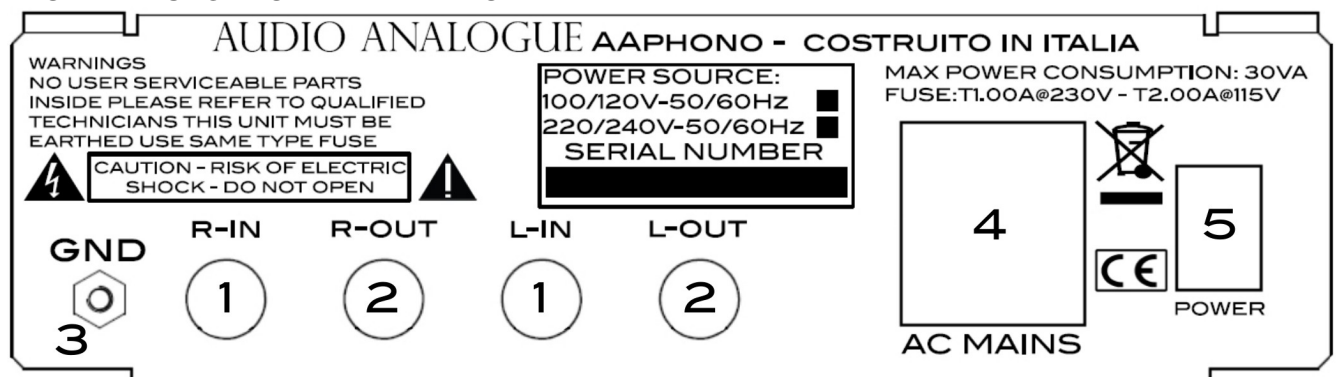 AUDIO ANALOGUE AAPHONO - COSTRUITO IN ITALIA
WARNINGS
NO USER SERVICEABLE PARTS
INSIDE PLEASE REFER TO QUALIFIED
TECHNICIANS THIS UNIT MUST BE
EARTHED USE SAME TYPE FUSE
CAUTION - RISK OF ELECTRIC
SHOCK - DO NOT OPEN
POWER SOURCE:
100/120V-50/60Hz
220/240V-50/60Hz
SERIAL NUMBER
MAX POWER CONSUMPTION: 30VA
FUSE:T1.00A@230V - T2.00A@115V
GND
3
R-IN
1
R-OUT
2
L-IN
1
L-OUT
2
4
AC MAINS
CE
5
POWER